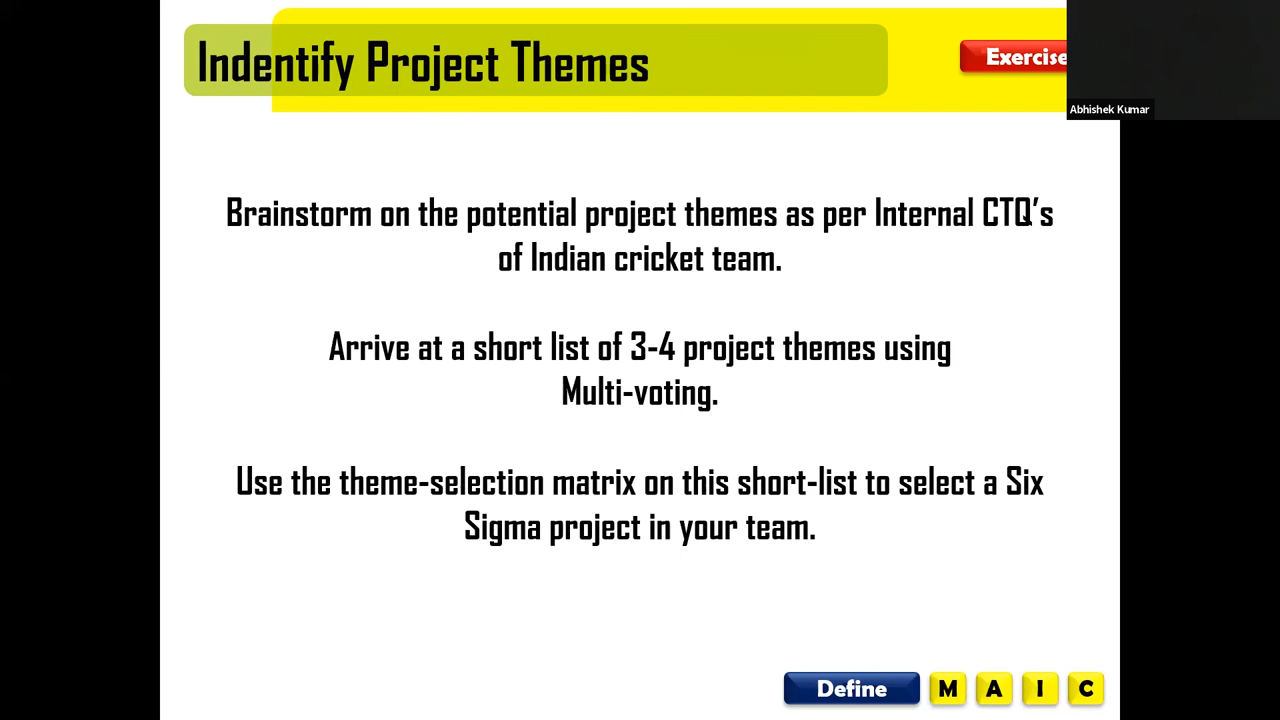 Indentify Project Themes
Exercise
Abhishek Kumar
Brainstorm on the potential project themes as per Internal CTQ's
of Indian cricket team.
Arrive at a short list of 3-4 project themes using
Multi-voting.
Use the theme-selection matrix on this short-list to select a Six
Sigma project in your team.
Define M A I C